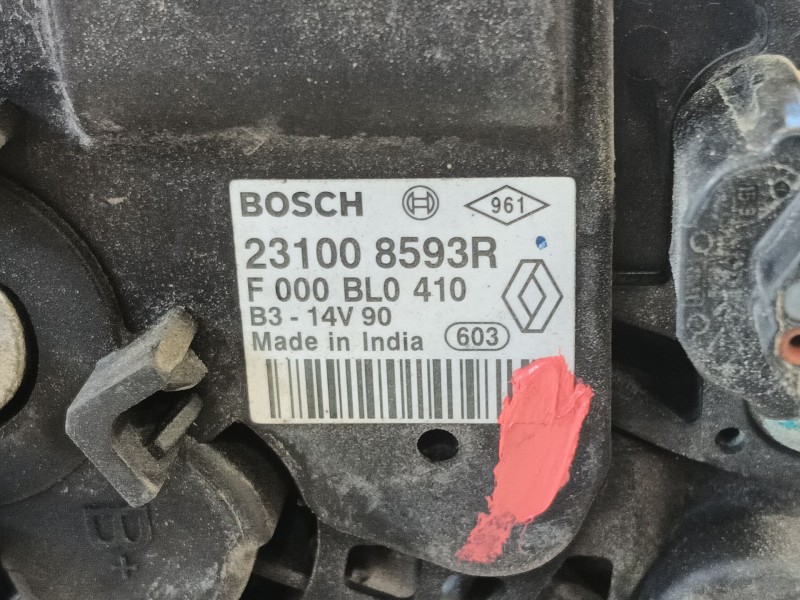 BOSCH 961
23100 8593R
F 000 BL0 410
B3 - 14V 90
Made in India 603
B+